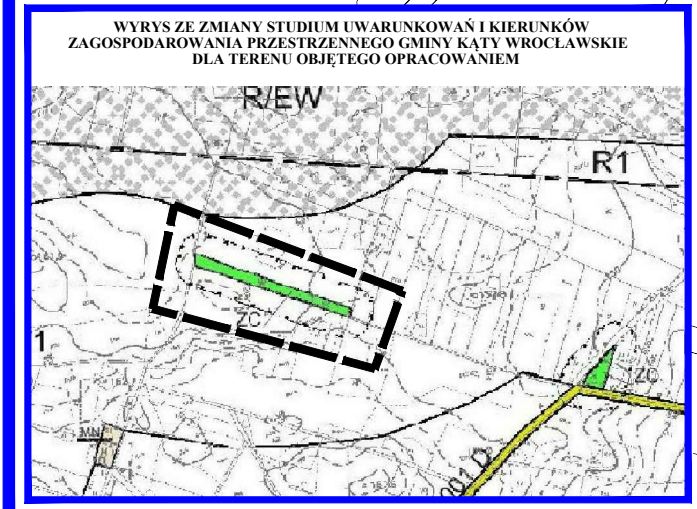 WYRYS ZE ZMIANY STUDIUM UWARUNKOWAŃ I KIERUNKÓW
ZAGOSPODAROWANIA PRZESTRZENNEGO GMINY KĄTY WROCŁAWSKIE
DLA TERENU OBJĘTEGO OPRACOWANIEM
R/EW
R1
ZC
1
ZC
MN